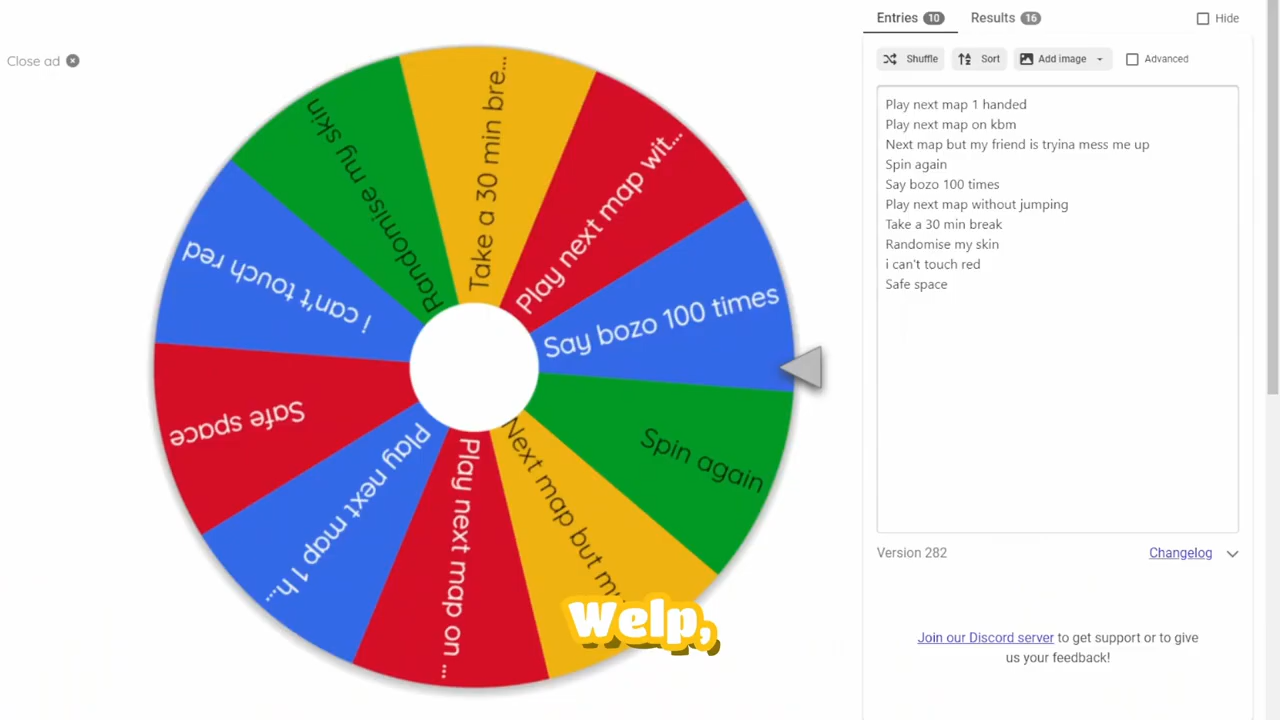 Close ad
Entries 10
Results 16
Hide
Shuffle
Sort
Add image
Advanced
Play next map 1 handed
Play next map on kbm
Next map but my friend is tryina mess me up
Spin again
Say bozo 100 times
Play next map without jumping
Take a 30 min break
Randomise my skin
i can't touch red
Safe space
Take a 30 min bre...
Play next map wit...
Say bozo 100 times
Spin again
Next map but m
Play next map on ...
Play next map 1 h...
Safe space
i can't touch red
Randomise my skin
Welp,
Version 282
Changelog
Join our Discord server to get support or to give
us your feedback!